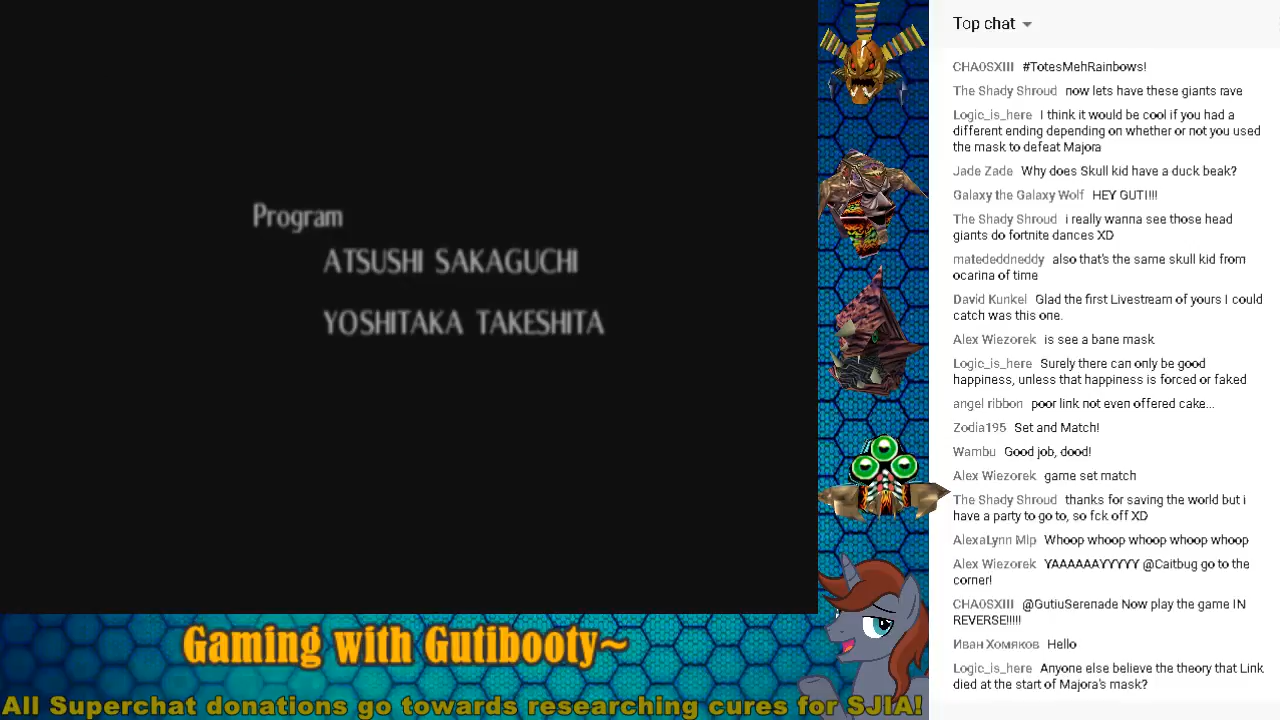 Program
ATSUSHI SAKAGUCHI
YOSHITAKA TAKESHITA
Gaming with Gutibooty~
All Superchat donations go towards researching cures for SJIA!
Top chat
CHA0SXIII #TotesMehRainbows!
The Shady Shroud now lets have these giants rave
Logic_is_here I think it would be cool if you had a
different ending depending on whether or not you used
the mask to defeat Majora
Jade Zade Why does Skull kid have a duck beak?
Galaxy the Galaxy Wolf HEY GUTI!!!
The Shady Shroud i really wanna see those head
giants do fortnite dances XD
matededdneddy also that's the same skull kid from
ocarina of time
David Kunkel Glad the first Livestream of yours I could
catch was this one.
Alex Wiezorek is see a bane mask
Logic_is_here Surely there can only be good
happiness, unless that happiness is forced or faked
angel ribbon poor link not even offered cake...
Zodia195 Set and Match!
Wambu Good job, dood!
Alex Wiezorek game set match
The Shady Shroud thanks for saving the world but i
have a party to go to, so fck off XD
AlexaLynn Mlp Whoop whoop whoop whoop whoop
Alex Wiezorek YAAAAAAYYYYY @Caitbug go to the
corner!
CHA0SXIII @GutiuSerenade Now play the game IN
REVERSE!!!!!
Иван Хомяков Hello
Logic_is_here Anyone else believe the theory that Link
died at the start of Majora's mask?